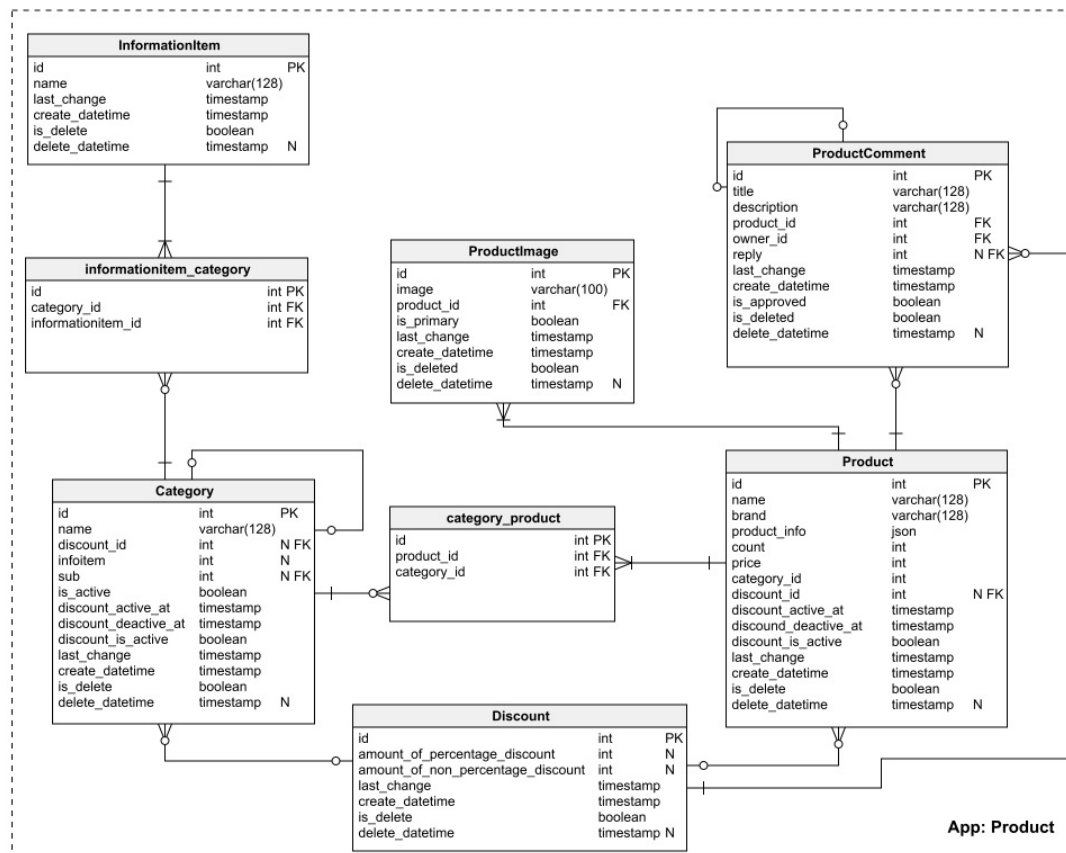 InformationItem
id int PK
name varchar(128)
last_change timestamp
create_datetime timestamp
is_delete boolean
delete_datetime timestamp N
informationitem_category
id int PK
category_id int FK
informationitem_id int FK
ProductImage
id int PK
image varchar(100)
product_id int FK
is_primary boolean
last_change timestamp
create_datetime timestamp
is_deleted boolean
delete_datetime timestamp N
ProductComment
id int PK
title varchar(128)
description varchar(128)
product_id int FK
owner_id int FK
reply int N FK
last_change timestamp
create_datetime timestamp
is_approved boolean
is_deleted boolean
delete_datetime timestamp N
Category
id int PK
name varchar(128)
discount_id int N FK
infoitem int N
sub int N FK
is_active boolean
discount_active_at timestamp
discount_deactive_at timestamp
discount_is_active boolean
last_change timestamp
create_datetime timestamp
is_delete boolean
delete_datetime timestamp N
category_product
id int PK
product_id int FK
category_id int FK
Product
id int PK
name varchar(128)
brand varchar(128)
product_info json
count int
price int
category_id int
discount_id int N FK
discount_active_at timestamp
discound_deactive_at timestamp
discount_is_active boolean
last_change timestamp
create_datetime timestamp
is_delete boolean
delete_datetime timestamp N
Discount
id int PK
amount_of_percentage_discount int N
amount_of_non_percentage_discount int N
last_change timestamp
create_datetime timestamp
is_delete boolean
delete_datetime timestamp N
App: Product